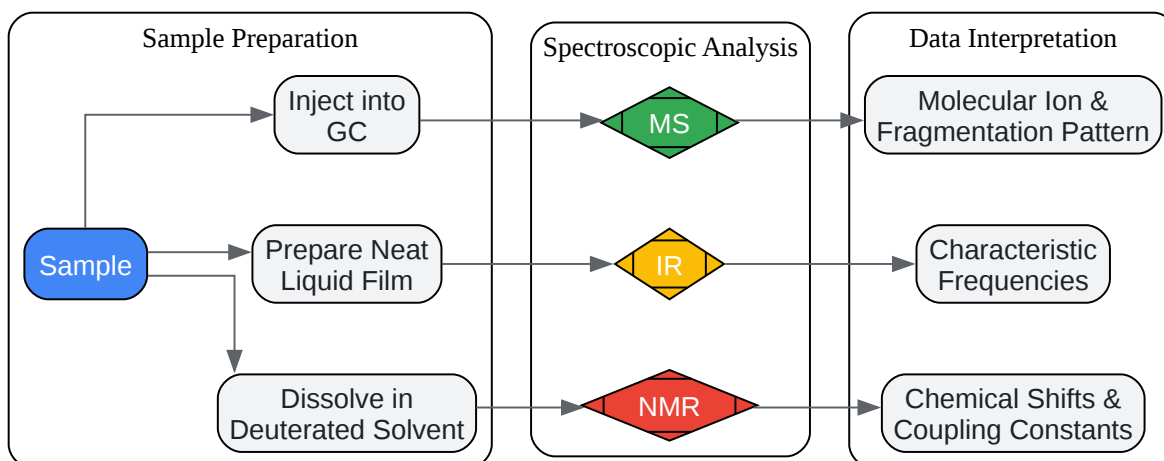 Sample Preparation
Spectroscopic Analysis
Data Interpretation
Inject into
GC
MS
Molecular Ion &
Fragmentation Pattern
Sample
Prepare Neat
Liquid Film
IR
Characteristic
Frequencies
Dissolve in
Deuterated Solvent
NMR
Chemical Shifts &
Coupling Constants